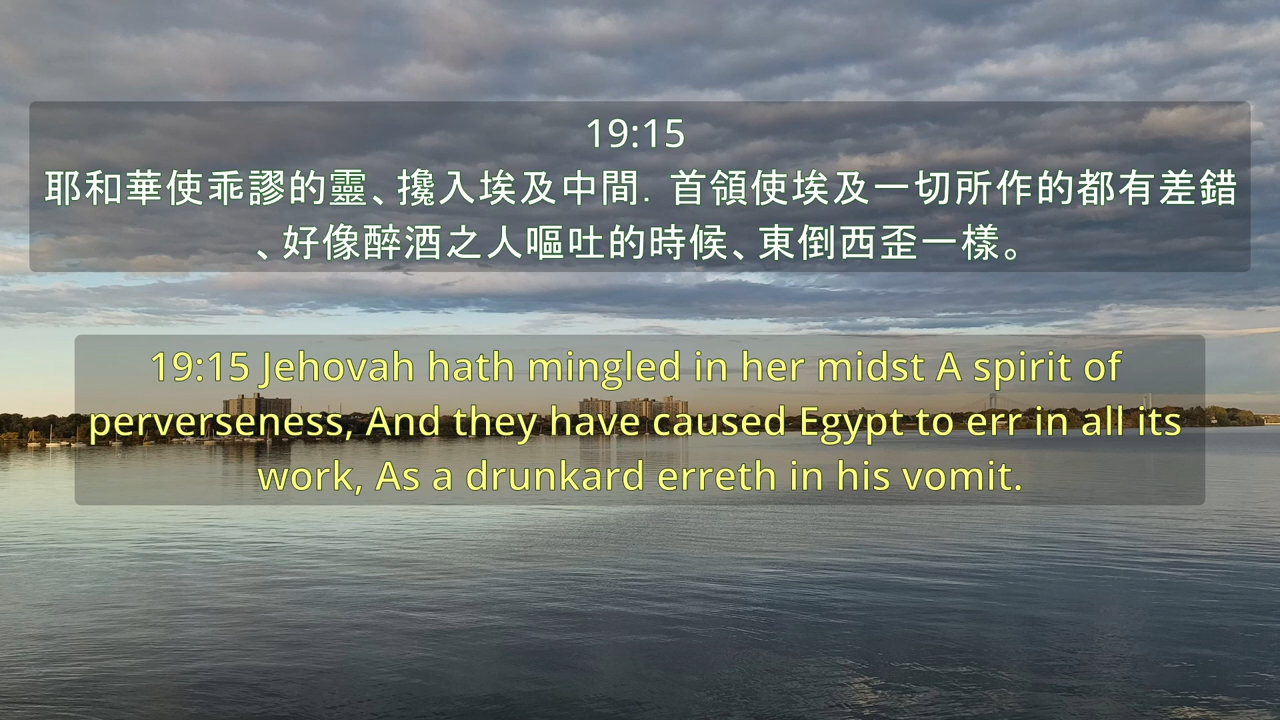 19:15
耶和華使乖謬的靈、攙入埃及中間. 首領使埃及一切所作的都有差錯
、好像醉酒之人嘔吐的時候、東倒西歪一樣。
19:15 Jehovah hath mingled in her midst A spirit of
perverseness, And they have caused Egypt to err in all its
work, As a drunkard erreth in his vomit.